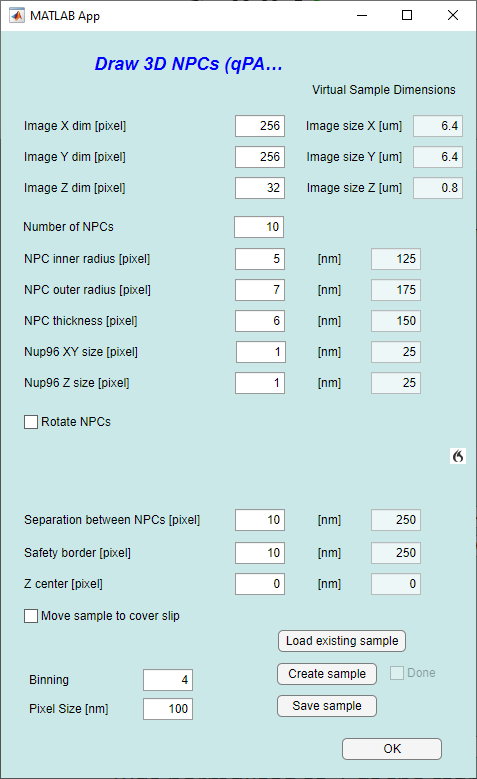 MATLAB App
Draw 3D NPCs (qPA...
Virtual Sample Dimensions
Image X dim [pixel] 256 Image size X [um] 6.4
Image Y dim [pixel] 256 Image size Y [um] 6.4
Image Z dim [pixel] 32 Image size Z [um] 0.8
Number of NPCs 10
NPC inner radius [pixel] 5 [nm] 125
NPC outer radius [pixel] 7 [nm] 175
NPC thickness [pixel] 6 [nm] 150
Nup96 XY size [pixel] 1 [nm] 25
Nup96 Z size [pixel] 1 [nm] 25
Rotate NPCs
Separation between NPCs [pixel] 10 [nm] 250
Safety border [pixel] 10 [nm] 250
Z center [pixel] 0 [nm] 0
Move sample to cover slip
Load existing sample
Binning 4 Create sample Done
Pixel Size [nm] 100 Save sample
OK